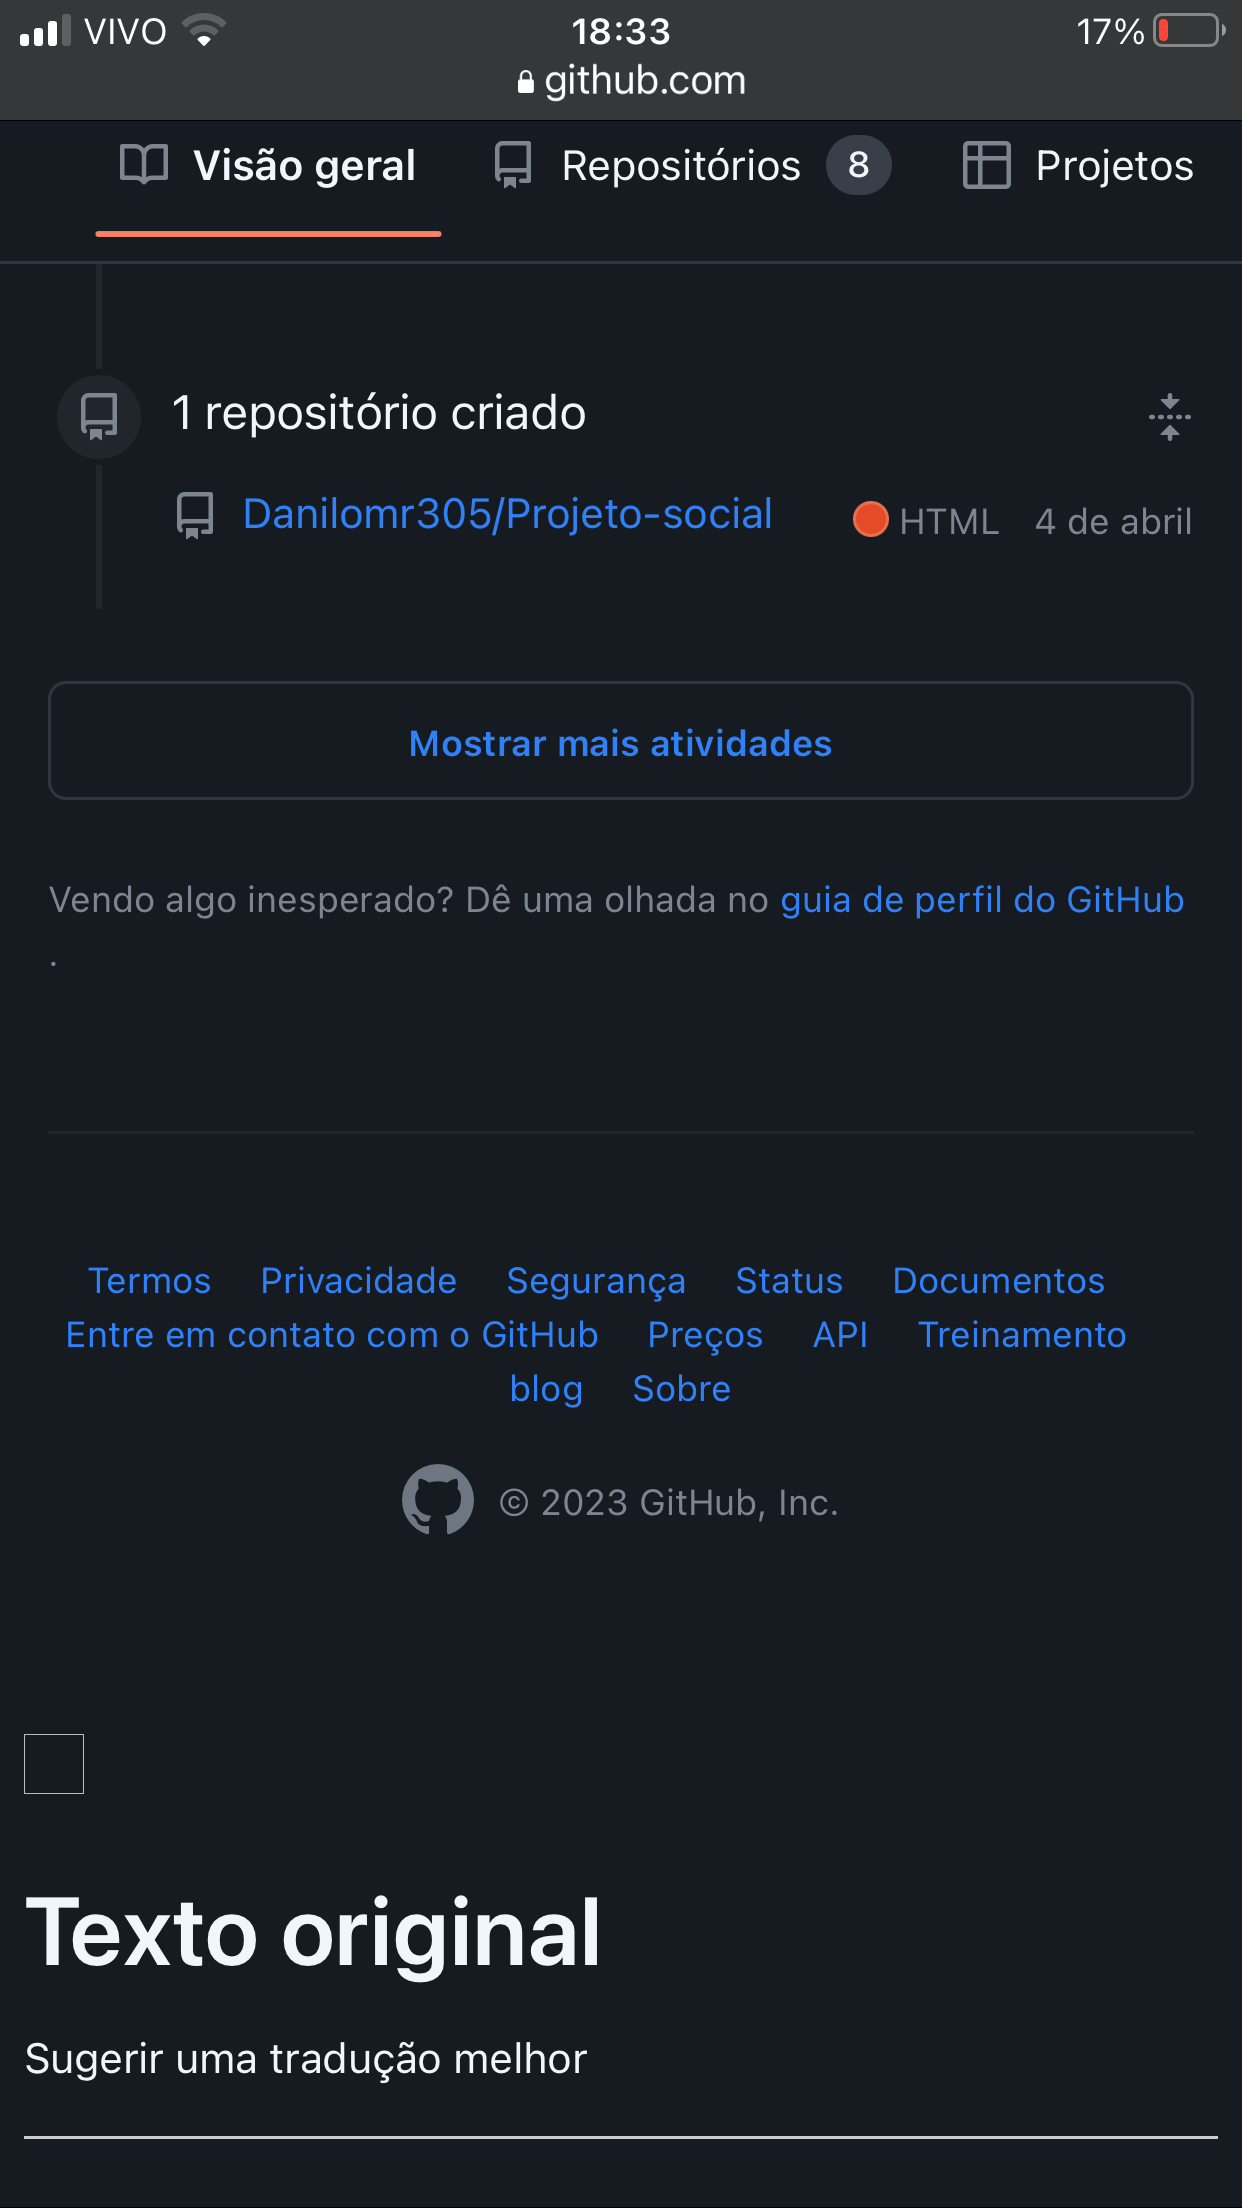 VIVO 18:33 17%
github.com
Visão geral Repositórios 8 Projetos
1 repositório criado
Danilomr305/Projeto-social HTML 4 de abril
Mostrar mais atividades
Vendo algo inesperado? Dê uma olhada no guia de perfil do GitHub
.
Termos Privacidade Segurança Status Documentos
Entre em contato com o GitHub Preços API Treinamento
blog Sobre
© 2023 GitHub, Inc.
Texto original
Sugerir uma tradução melhor